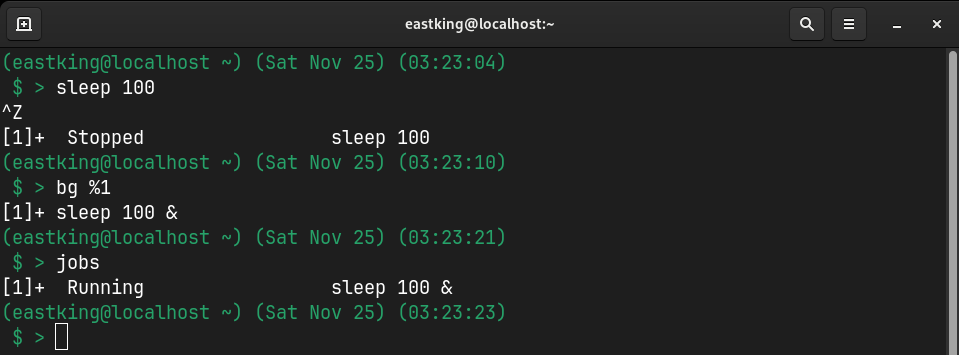 eastking@localhost:~
(eastking@localhost ~) (Sat Nov 25) (03:23:04)
$ > sleep 100
^Z
[1]+  Stopped                 sleep 100
(eastking@localhost ~) (Sat Nov 25) (03:23:10)
$ > bg %1
[1]+ sleep 100 &
(eastking@localhost ~) (Sat Nov 25) (03:23:21)
$ > jobs
[1]+  Running                 sleep 100 &
(eastking@localhost ~) (Sat Nov 25) (03:23:23)
$ >